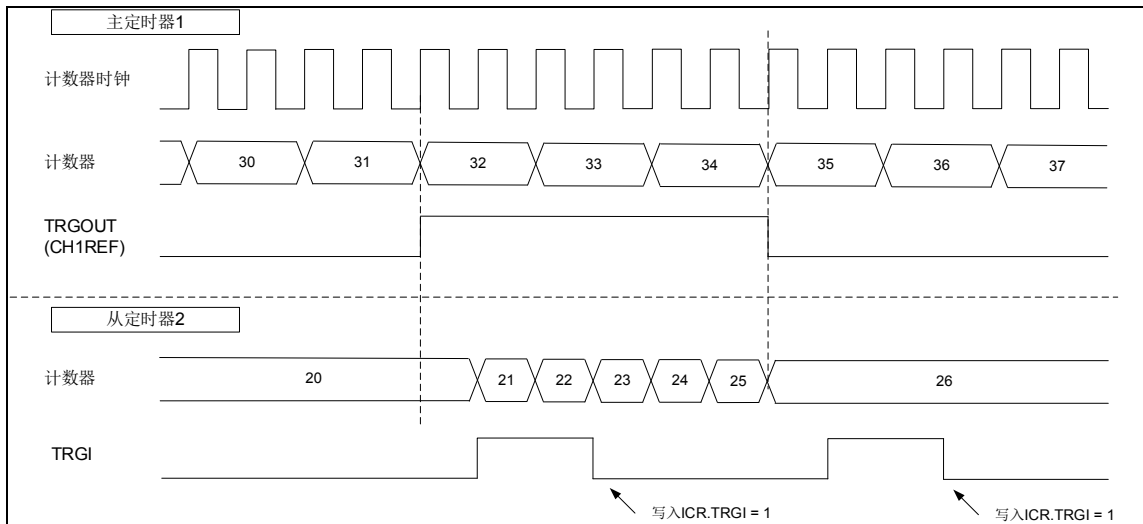 主定时器1
计数器时钟
计数器
30 31 32 33 34 35 36 37
TRGOUT
(CH1REF)
从定时器2
计数器
20 21 22 23 24 25 26
TRGI
写入ICR.TRGI = 1 写入ICR.TRGI = 1